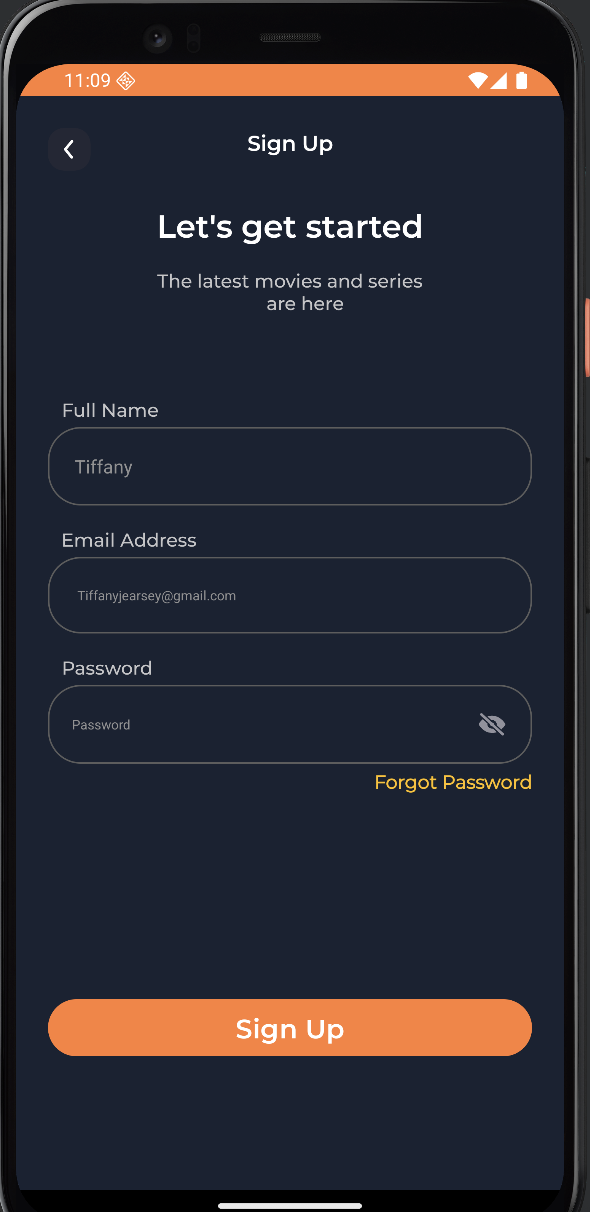 11:09
Sign Up
Let's get started
The latest movies and series
are here
Full Name
Tiffany
Email Address
Tiffanyjearsey@gmail.com
Password
Password
Forgot Password
Sign Up